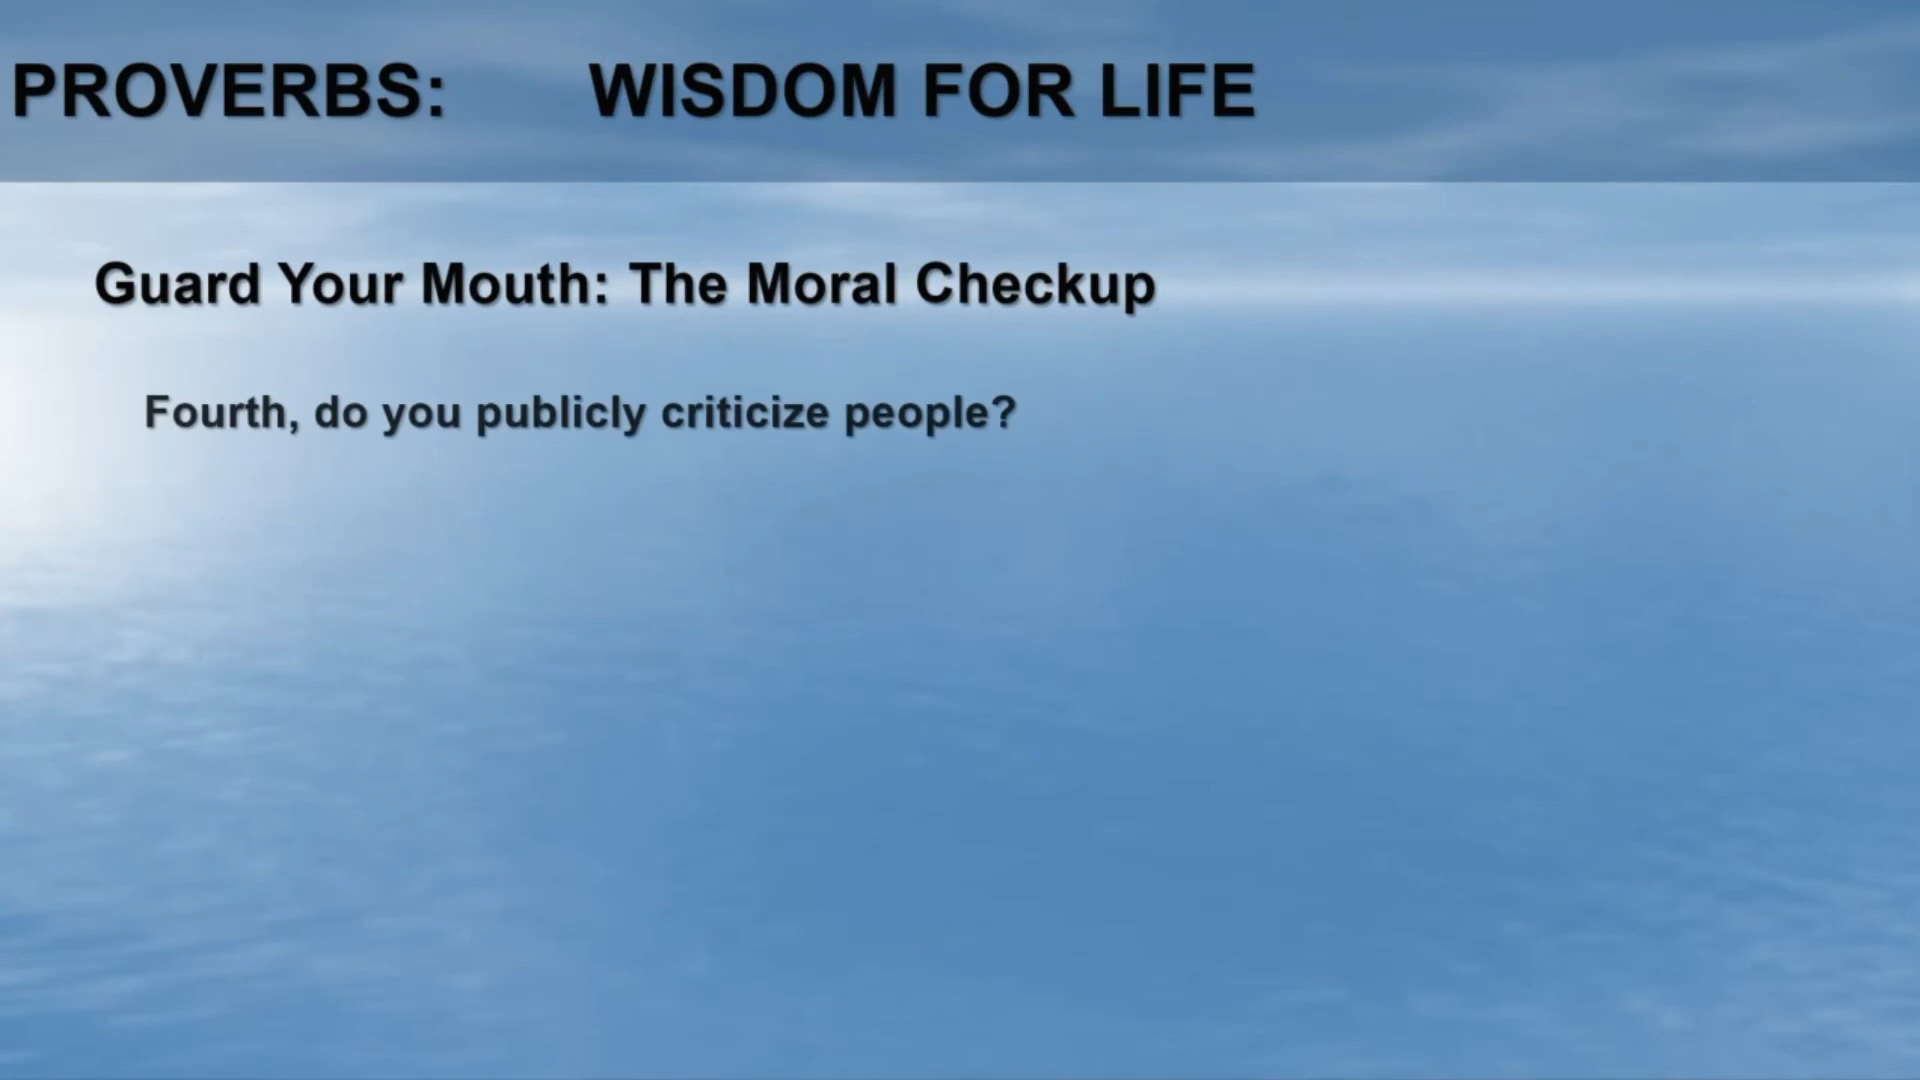 PROVERBS: WISDOM FOR LIFE
Guard Your Mouth: The Moral Checkup
Fourth, do you publicly criticize people?